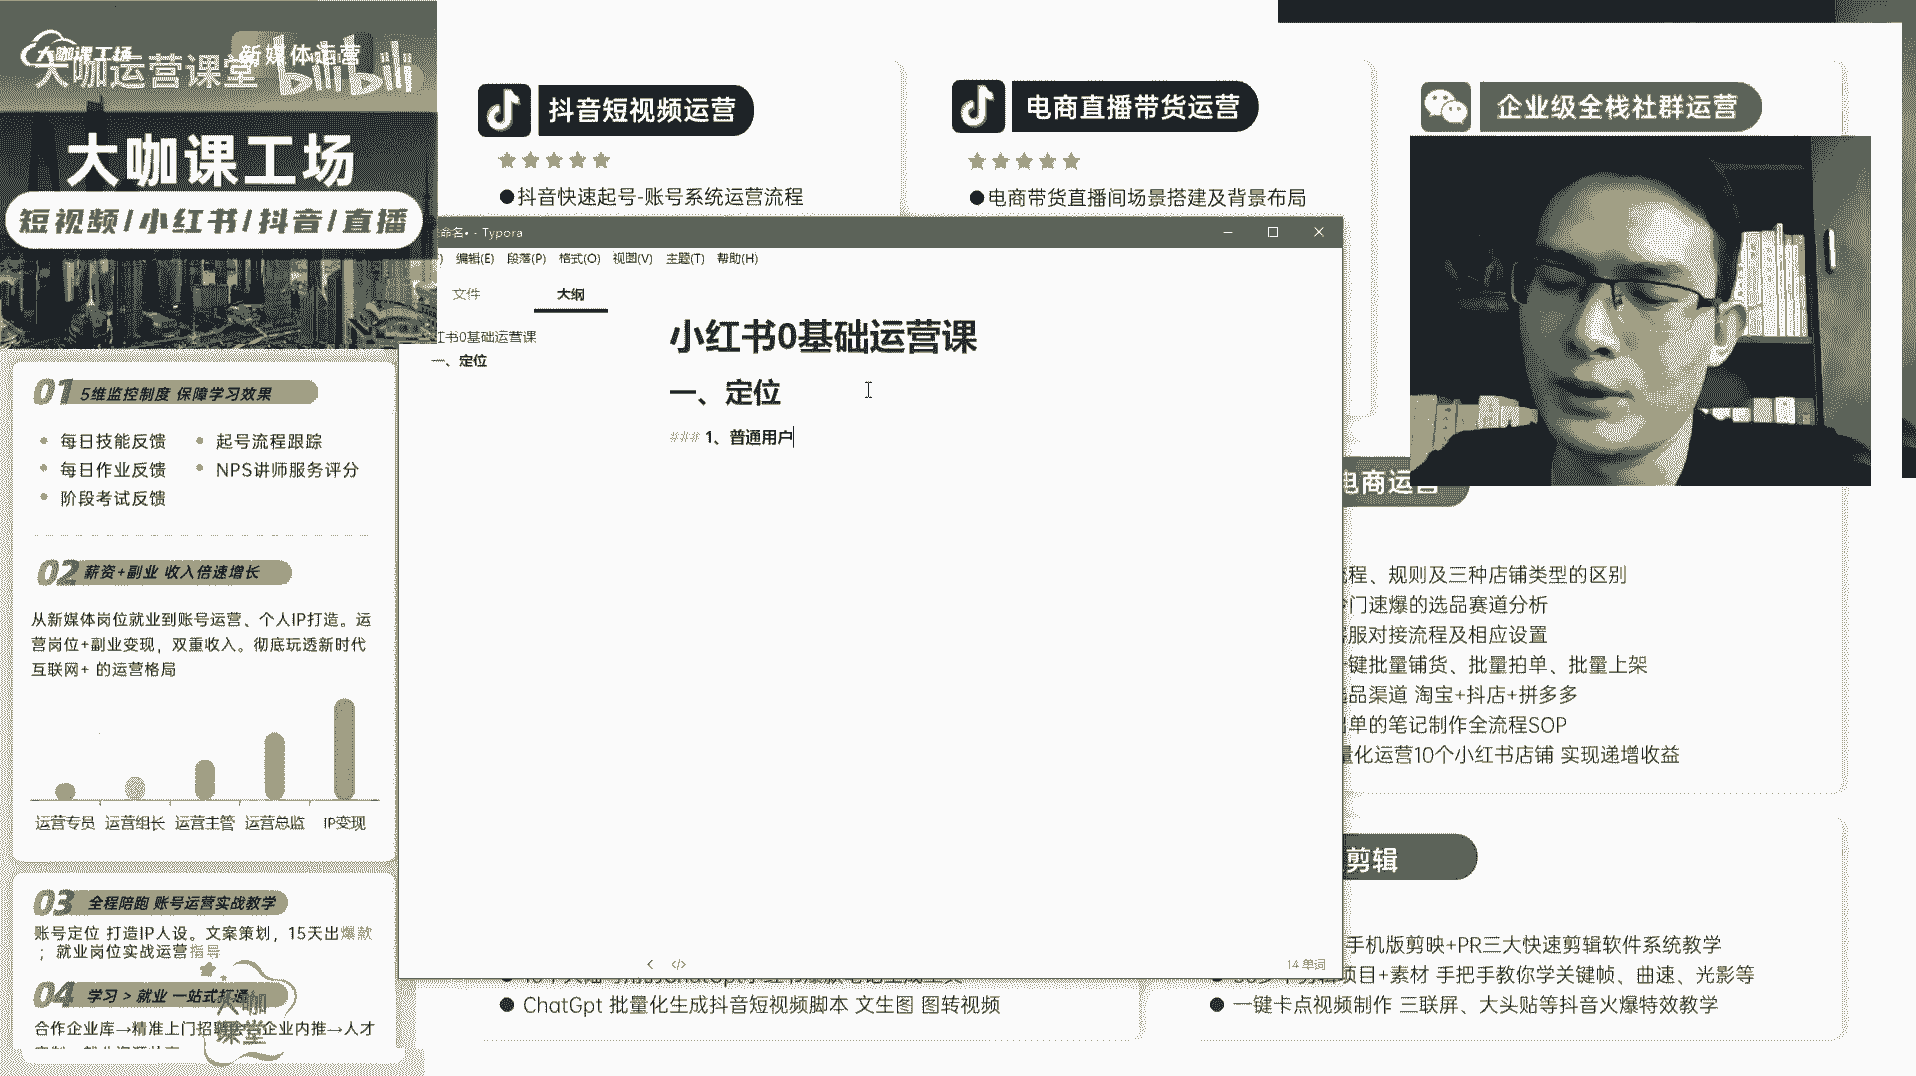 大咖课工场
新媒体运营
大咖运营课堂 bilibili
大咖课工场
短视频/小红书/抖音/直播
01 5维监控制度 保障学习效果
每日技能反馈
起号流程跟踪
每日作业反馈
NPS讲师服务评分
阶段考试反馈
02 薪资+副业 收入倍速增长
从新媒体岗位就业到账号运营、个人IP打造。运
营岗位+副业变现，双重收入。彻底玩透新时代
互联网+ 的运营格局
运营专员 运营组长 运营主管 运营总监 IP变现
03 全程陪跑 账号运营实战教学
账号定位 打造IP人设。文案策划，15天出爆款
；就业岗位实战运营指导
04 学习 > 就业 一站式打通
大咖
课堂
合作企业库→精准上门招聘会→企业内推→人才
抖音短视频运营
★★★★★
●抖音快速起号-账号系统运营流程
电商直播带货运营
★★★★★
●电商带货直播间场景搭建及背景布局
企业级全栈社群运营
命名• - Typora
编辑(E) 段落(P) 格式(O) 视图(V) 主题(T) 帮助(H)
文件
大纲
红书0基础运营课
一、定位
小红书0基础运营课
一、定位
### 1、普通用户
14 单词
电商运营
程、规则及三种店铺类型的区别
门速爆的选品赛道分析
服对接流程及相应设置
键批量铺货、批量拍单、批量上架
品渠道 淘宝+抖店+拼多多
单的笔记制作全流程SOP
量化运营10个小红书店铺 实现递增收益
剪辑
手机版剪映+PR三大快速剪辑软件系统教学
项目+素材 手把手教你学关键帧、曲速、光影等
●一键卡点视频制作 三联屏、大头贴等抖音火爆特效教学
●ChatGpt 批量化生成抖音短视频脚本 文生图 图转视频